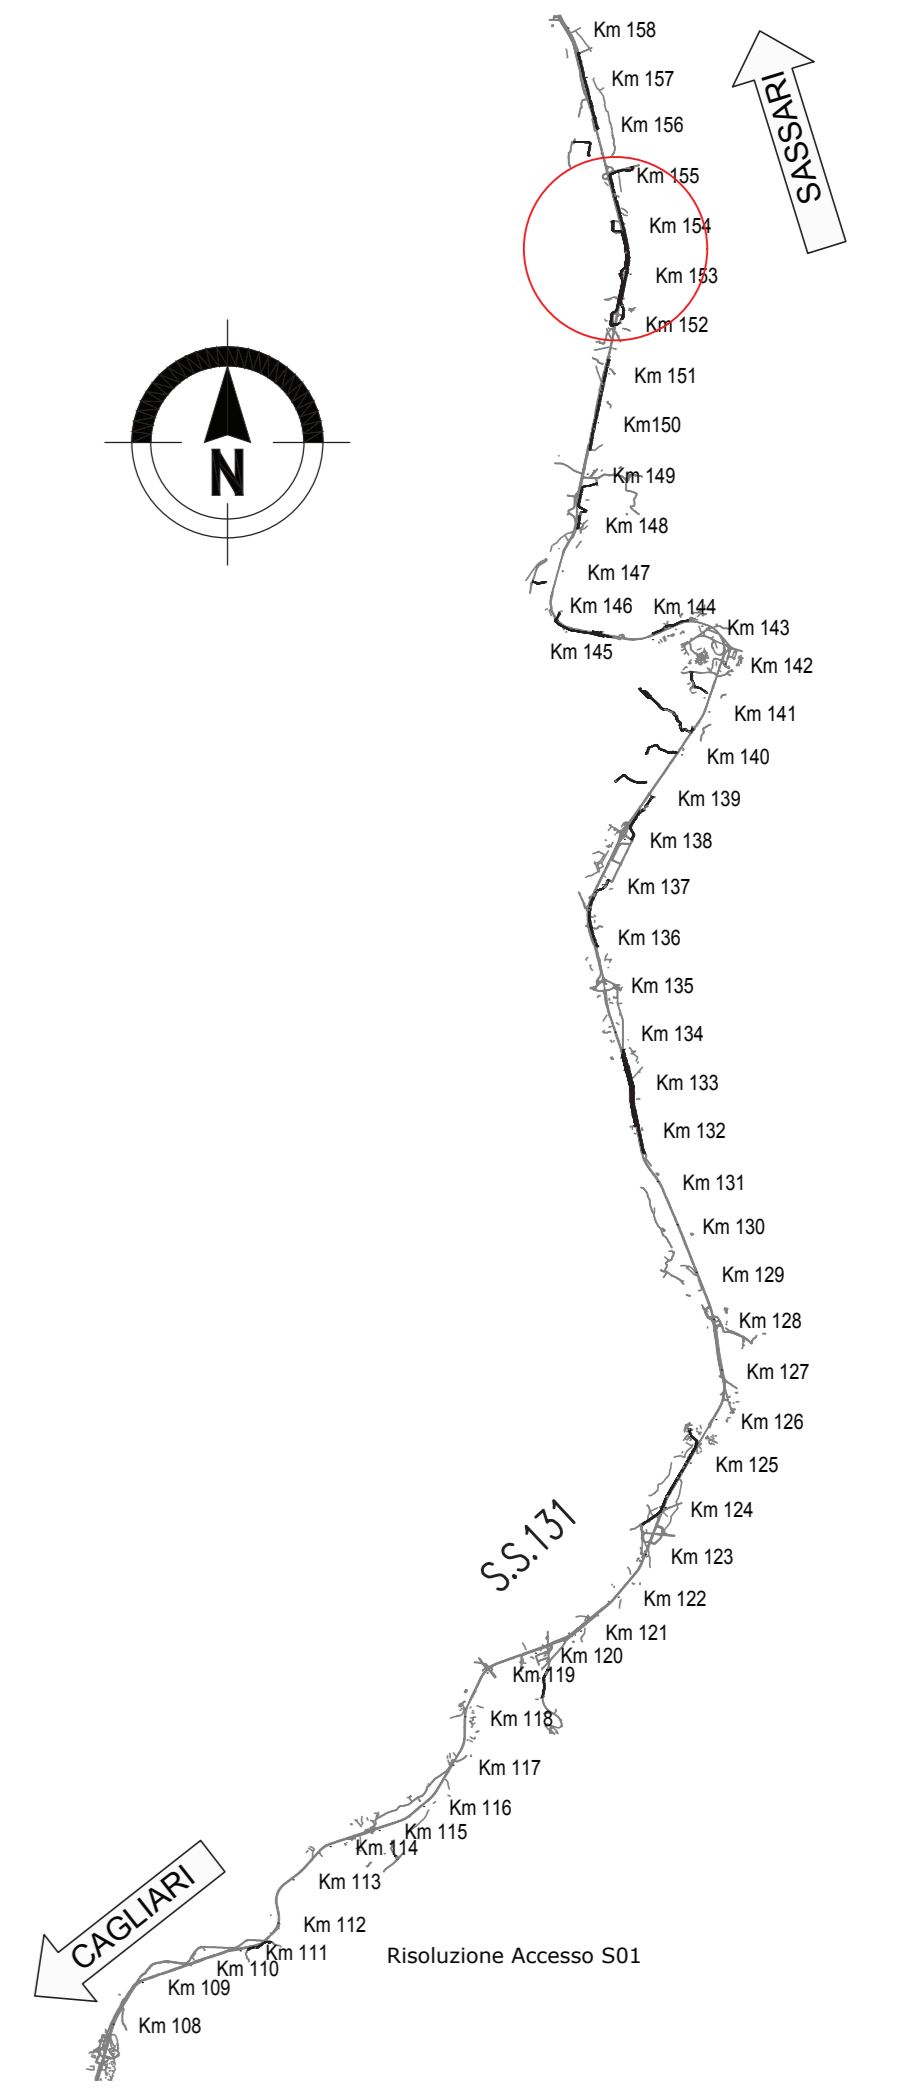 Km 158
SASSARI
Km 157
Km 156
Km 155
Km 154
Km 153
Km 152
Km 151
Km150
N
Km 149
Km 148
Km 147
Km 146
Km 144
Km 143
Km 145
Km 142
Km 141
Km 140
Km 139
Km 138
Km 137
Km 136
Km 135
Km 134
Km 133
Km 132
Km 131
Km 130
Km 129
Km 128
Km 127
Km 126
Km 125
Km 124
S.S.131
Km 123
Km 122
Km 121
Km 120
Km 119
Km 118
Km 117
Km 116
Km 115
Km 114
Km 113
CAGLIARI
Km 112
Km 111
Risoluzione Accesso S01
Km 110
Km 109
Km 108